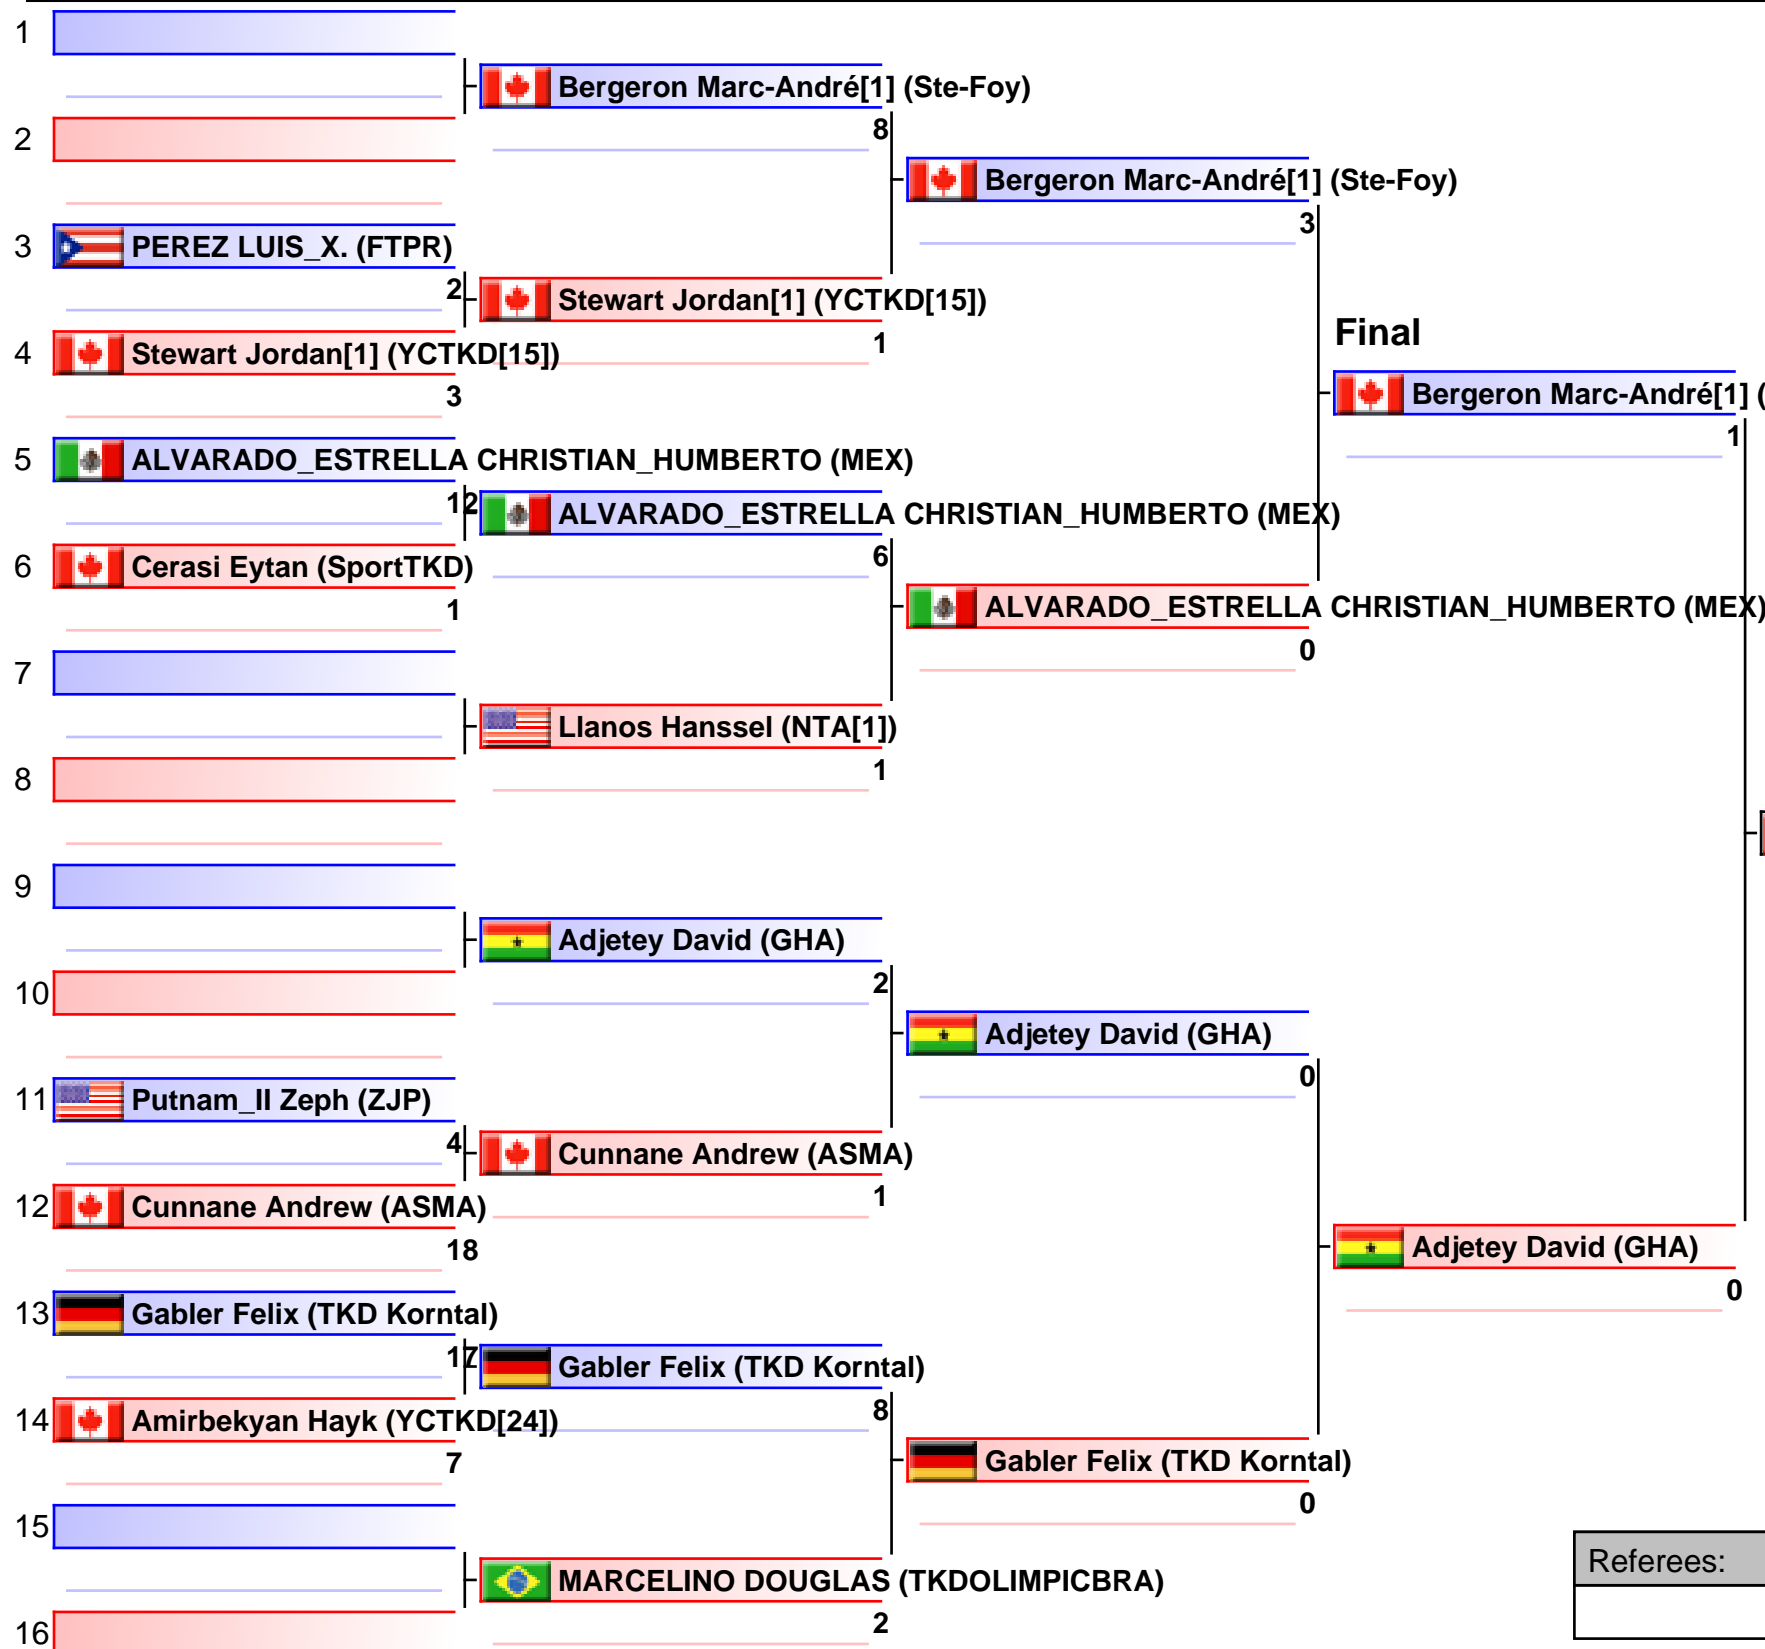 1
Bergeron Marc-André[1] (Ste-Foy)
8
2
Bergeron Marc-André[1] (Ste-Foy)
3
3
PEREZ LUIS_X. (FTPR)
2
Stewart Jordan[1] (YCTKD[15])
1
4
Stewart Jordan[1] (YCTKD[15])
3
Final
Bergeron Marc-André[1] (
1
5
ALVARADO_ESTRELLA CHRISTIAN_HUMBERTO (MEX)
12
ALVARADO_ESTRELLA CHRISTIAN_HUMBERTO (MEX)
6
6
Cerasi Eytan (SportTKD)
1
ALVARADO_ESTRELLA CHRISTIAN_HUMBERTO (MEX)
0
7
Llanos Hanssel (NTA[1])
1
8
9
Adjetey David (GHA)
2
10
Adjetey David (GHA)
0
11
Putnam_II Zeph (ZJP)
4
Cunnane Andrew (ASMA)
1
12
Cunnane Andrew (ASMA)
18
Adjetey David (GHA)
0
13
Gabler Felix (TKD Korntal)
17
Gabler Felix (TKD Korntal)
8
14
Amirbekyan Hayk (YCTKD[24])
7
Gabler Felix (TKD Korntal)
0
15
MARCELINO DOUGLAS (TKDOLIMPICBRA)
2
16
Referees: